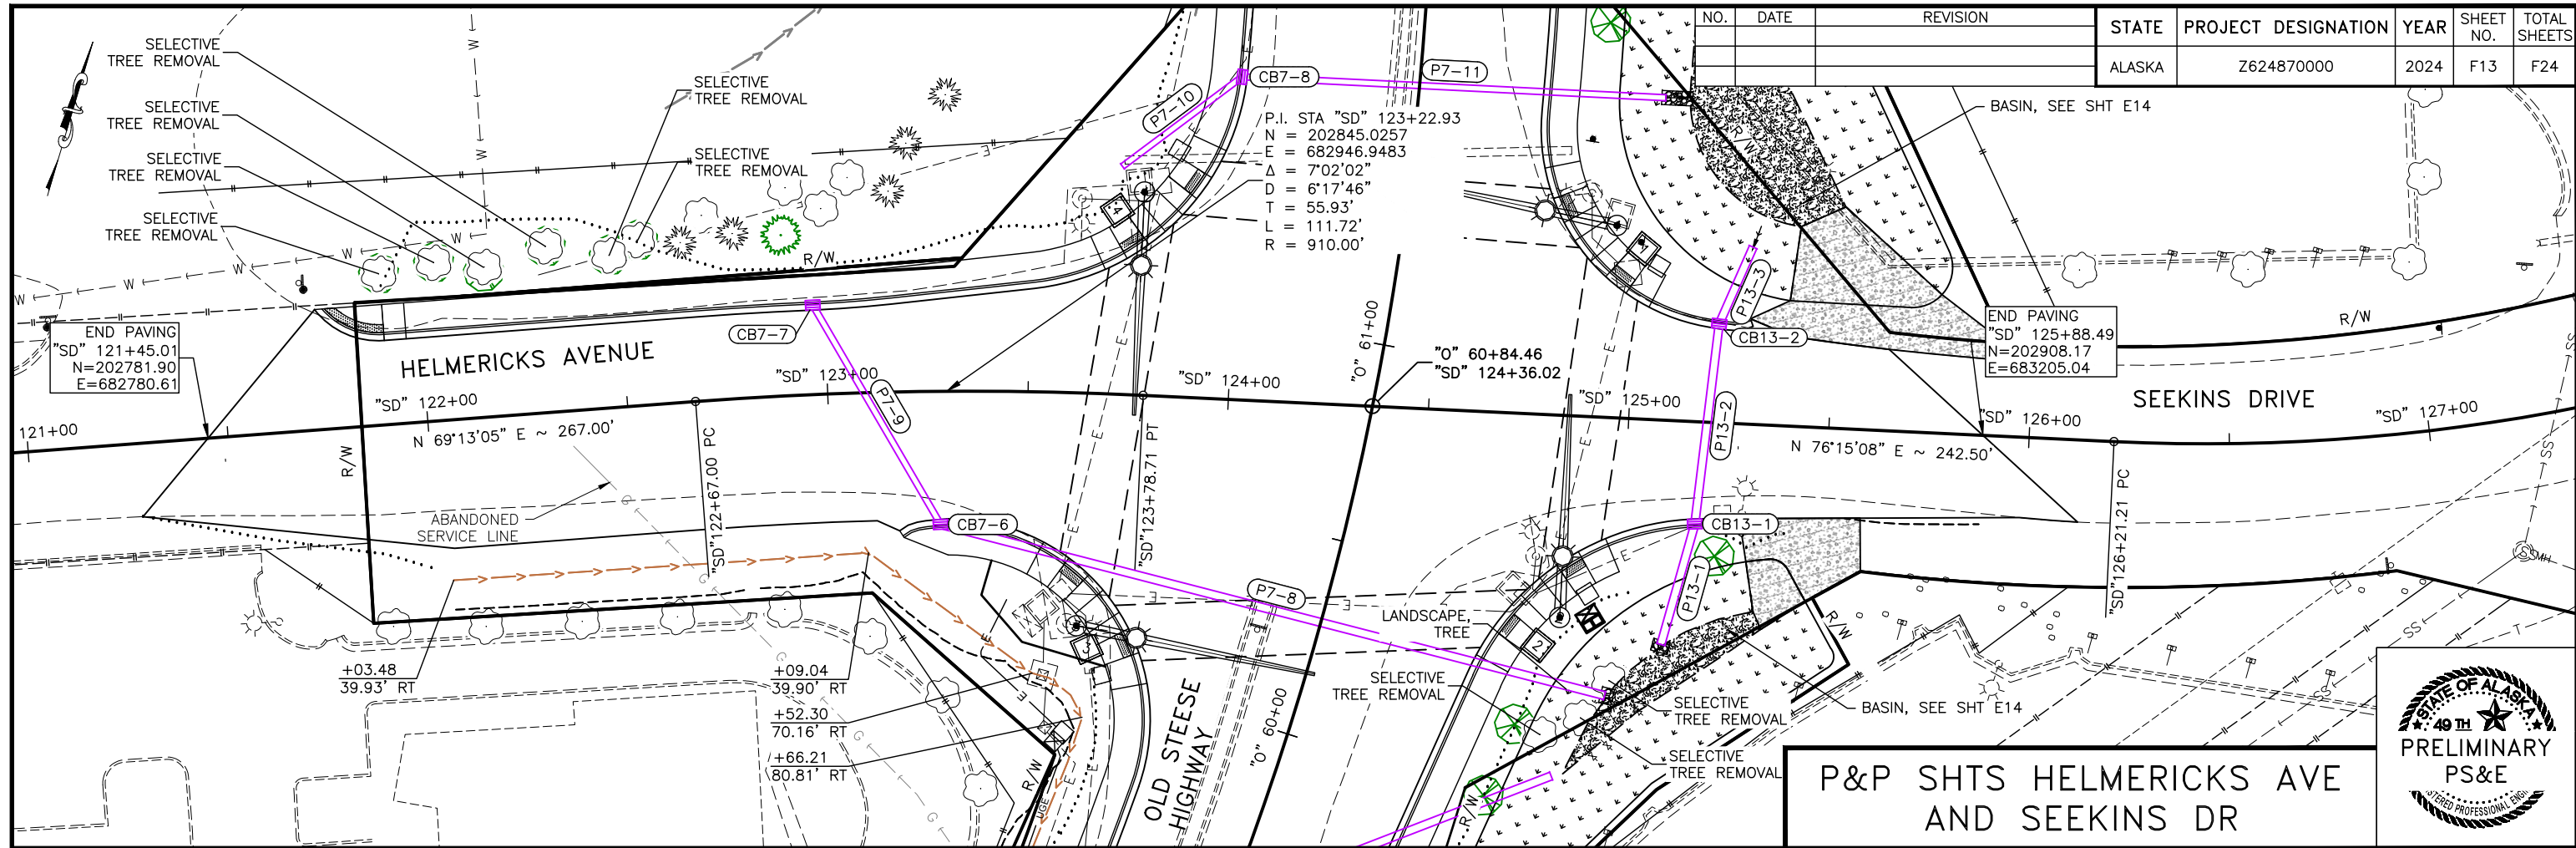 NO.
DATE
REVISION
STATE
PROJECT DESIGNATION
YEAR
SHEET
NO.
TOTAL
SHEETS
ALASKA
Z624870000
2024
F13
F24
SELECTIVE
TREE REMOVAL
SELECTIVE
TREE REMOVAL
SELECTIVE
TREE REMOVAL
SELECTIVE
TREE REMOVAL
SELECTIVE
TREE REMOVAL
SELECTIVE
TREE REMOVAL
P7-10
CB7-8
P7-11
P.I. STA "SD" 123+22.93
N = 202845.0257
E = 682946.9483
Δ = 7°02'02"
D = 6°17'46"
T = 55.93'
L = 111.72'
R = 910.00'
BASIN, SEE SHT E14
R/W
R/W
4
1
END PAVING
"SD" 121+45.01
N=202781.90
E=682780.61
CB7-7
HELMERICKS AVENUE
P7-9
P13-3
CB13-2
END PAVING
"SD" 125+88.49
N=202908.17
E=683205.04
R/W
SEEKINS DRIVE
121+00
"SD" 122+00
"SD" 123+00
"SD" 124+00
"O" 61+00
"O" 60+84.46
"SD" 124+36.02
"SD" 125+00
"SD" 126+00
"SD" 127+00
N 69°13'05" E ~ 267.00'
N 76°15'08" E ~ 242.50'
R/W
"SD"122+67.00 PC
"SD"123+78.71 PT
"SD"126+21.21 PC
P13-2
ABANDONED
SERVICE LINE
CB7-6
CB13-1
P7-8
P13-1
LANDSCAPE,
TREE
3
2
R/W
SMH
+03.48
39.93' RT
+09.04
39.90' RT
+52.30
70.16' RT
+66.21
80.81' RT
R/W
UGE
OLD STEESE
HIGHWAY
"O" 60+00
SELECTIVE
TREE REMOVAL
SELECTIVE
TREE REMOVAL
SELECTIVE
TREE REMOVAL
BASIN, SEE SHT E14
R/W
P&P SHTS HELMERICKS AVE
AND SEEKINS DR
STATE OF ALASKA
49 TH
PRELIMINARY
PS&E